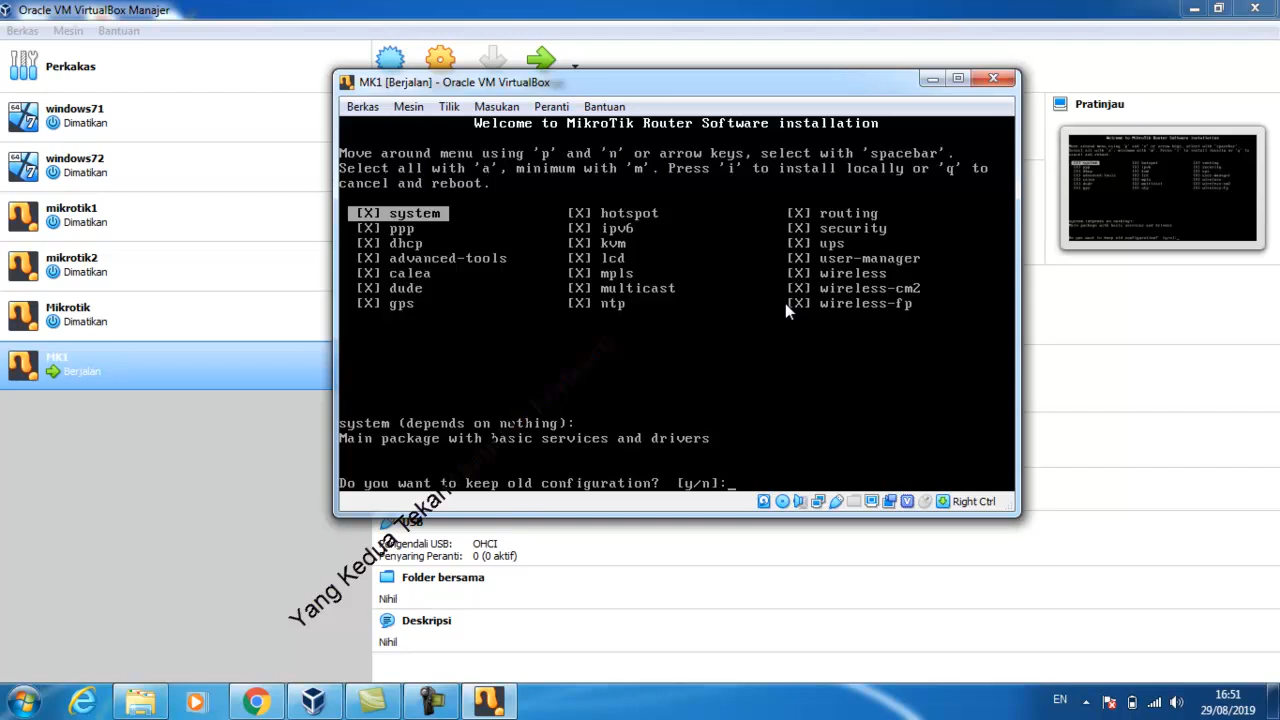 Oracle VM VirtualBox Manajer
Berkas Mesin Bantuan
Perkakas
windows71
Dimatikan
windows72
Dimatikan
mikrotik1
Dimatikan
mikrotik2
Dimatikan
Mikrotik
Dimatikan
MK1
Berjalan
Pratinjau
MK1 [Berjalan] - Oracle VM VirtualBox
Berkas Mesin Tilik Masukan Peranti Bantuan
Welcome to MikroTik Router Software installation
Move around menu using 'p' and 'n' or arrow keys, select with 'spacebar'.
Select all with 'a', minimum with 'm'. Press 'i' to install locally or 'q' to
cancel and reboot.
[X] system [X] hotspot [X] routing
[X] ppp [X] ipv6 [X] security
[X] dhcp [X] kvm [X] ups
[X] advanced-tools [X] lcd [X] user-manager
[X] calea [X] mpls [X] wireless
[X] dude [X] multicast [X] wireless-cm2
[X] gps [X] ntp [X] wireless-fp
system (depends on nothing):
Main package with basic services and drivers
Do you want to keep old configuration? [y/n]:_
Right Ctrl
Yang Kedua Tekan
USB
Pengendali USB: OHCI
Penyaring Peranti: 0 (0 aktif)
Folder bersama
Nihil
Deskripsi
Nihil
EN
16:51
29/08/2019